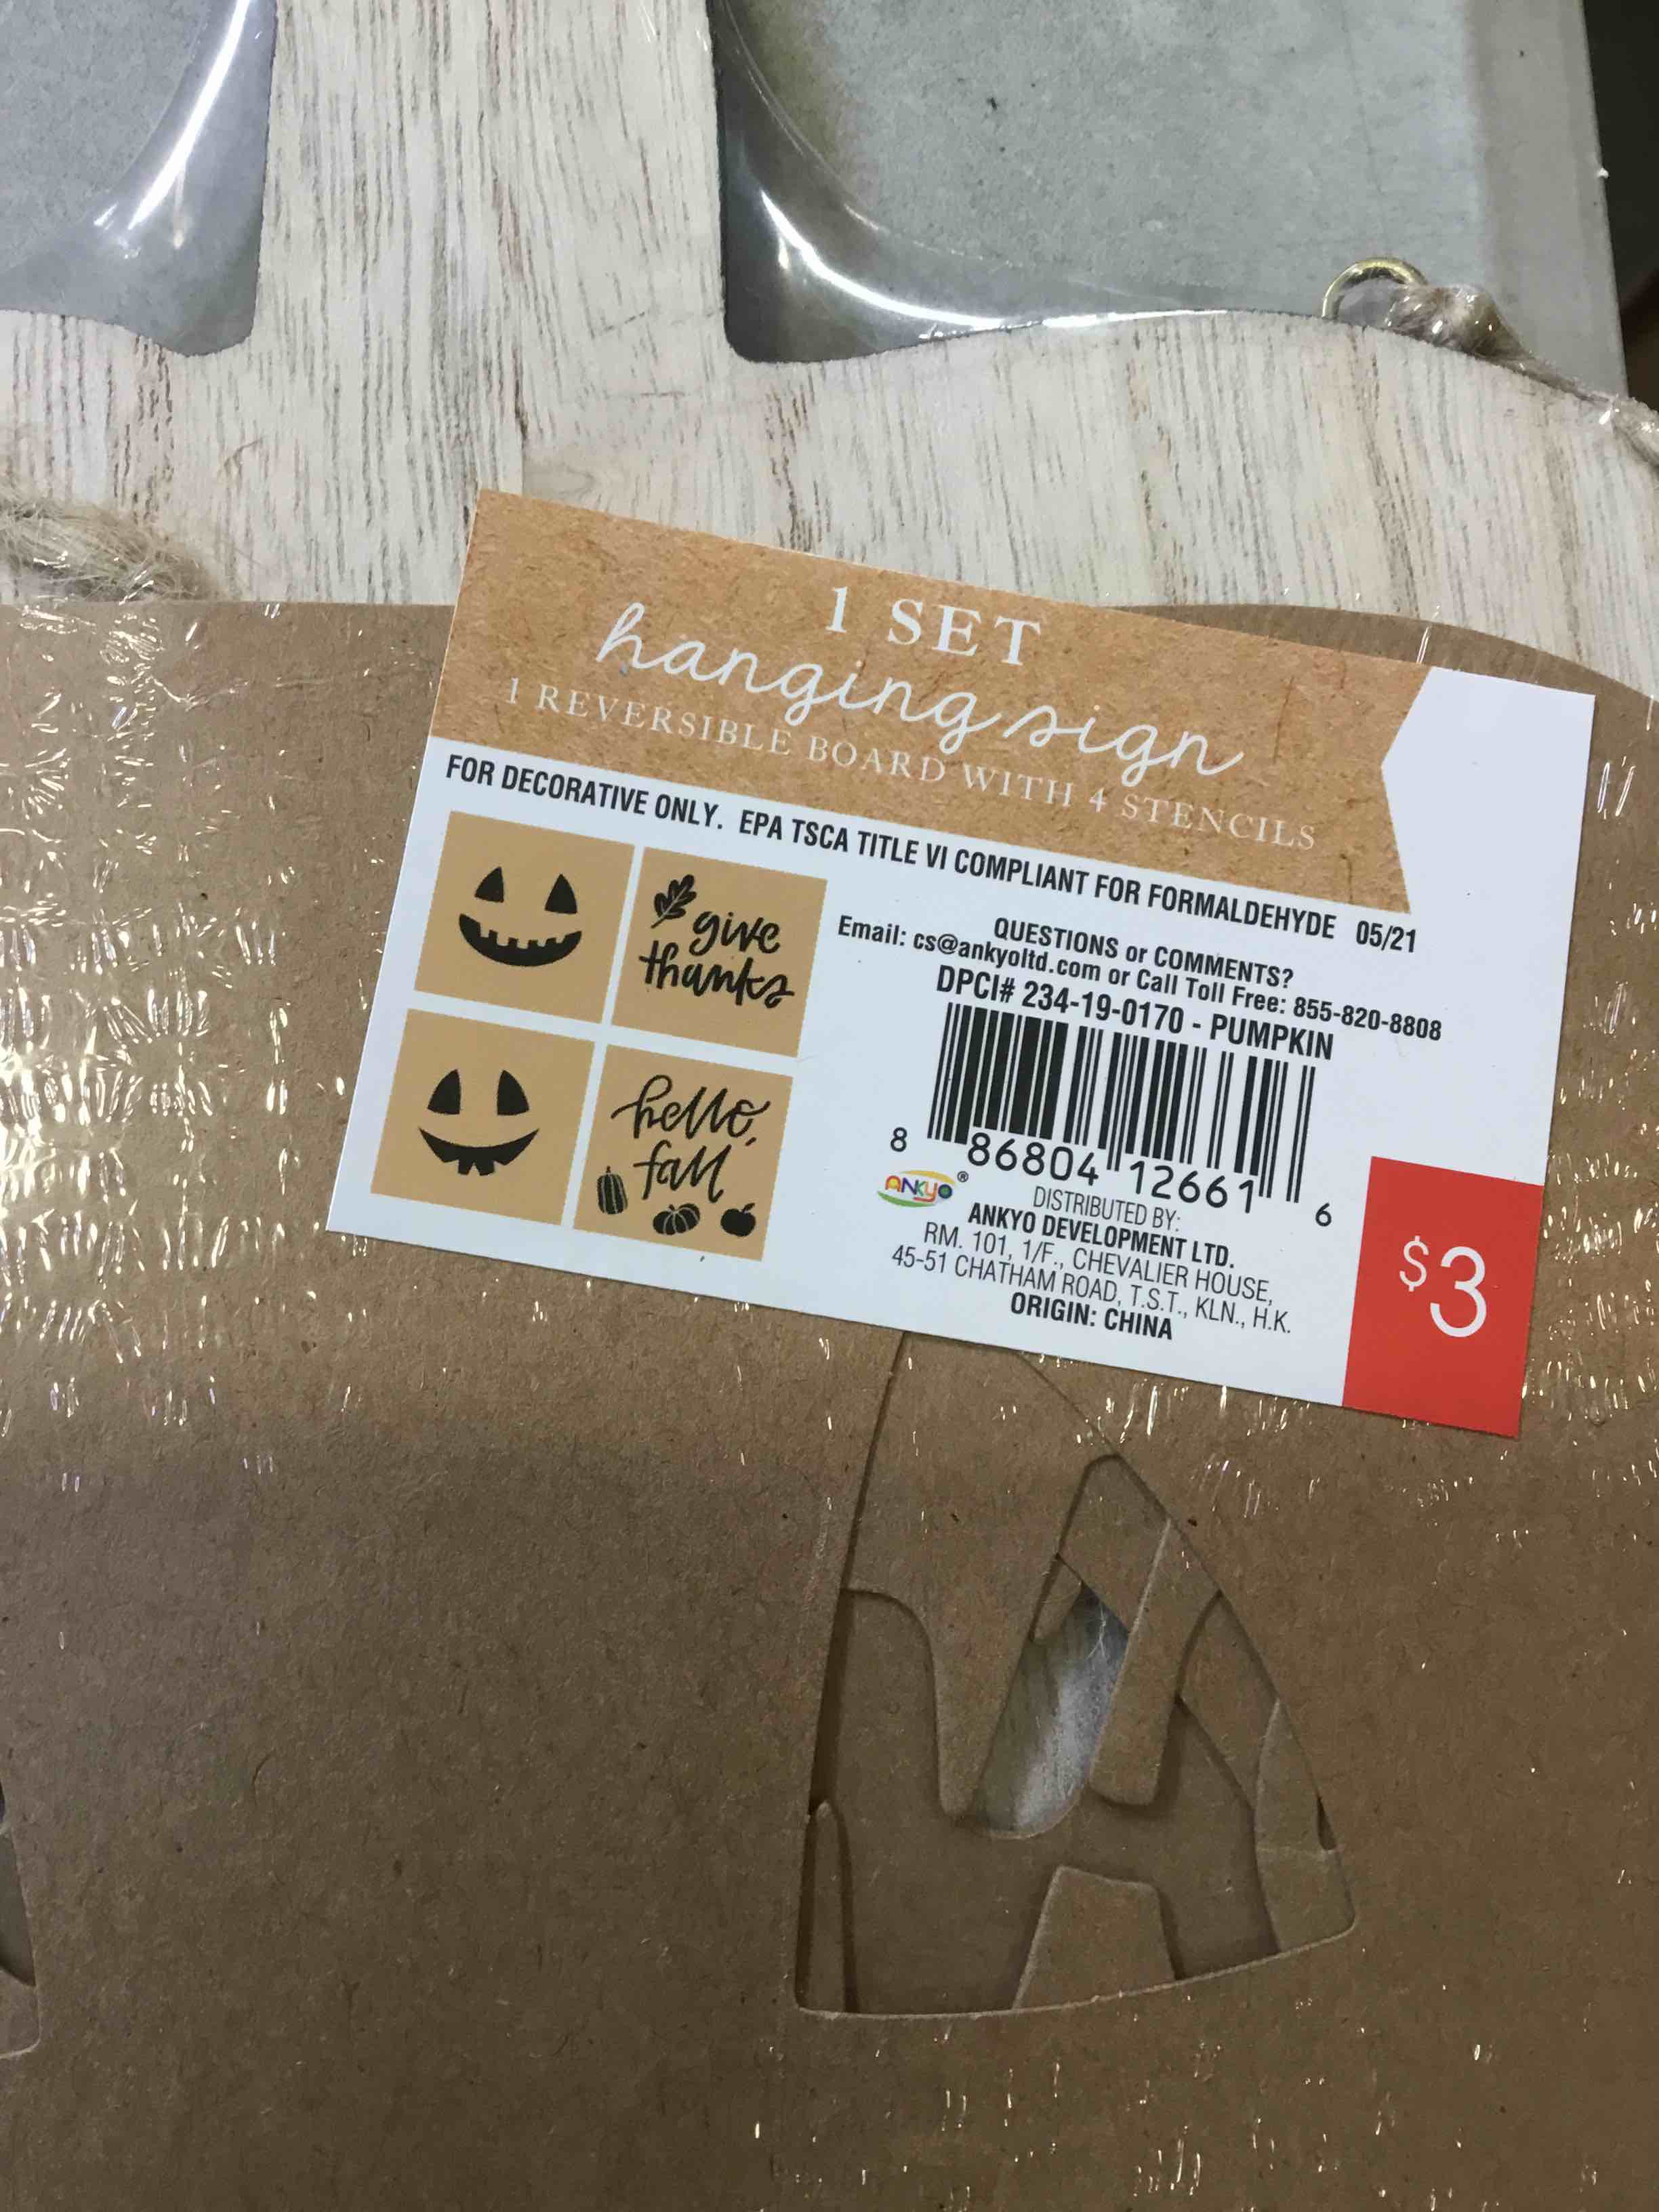 1 SET
hanging sign
1 REVERSIBLE BOARD WITH 4 STENCILS
FOR DECORATIVE ONLY. EPA TSCA TITLE VI COMPLIANT FOR FORMALDEHYDE 05/21
give
thanks
hello,
fall
QUESTIONS or COMMENTS?
Email: cs@ankyoltd.com or Call Toll Free: 855-820-8808
DPCI# 234-19-0170 - PUMPKIN
8 86804 12661 6
ANKYO®
DISTRIBUTED BY:
ANKYO DEVELOPMENT LTD.
RM. 101, 1/F., CHEVALIER HOUSE,
45-51 CHATHAM ROAD, T.S.T., KLN., H.K.
ORIGIN: CHINA
$3